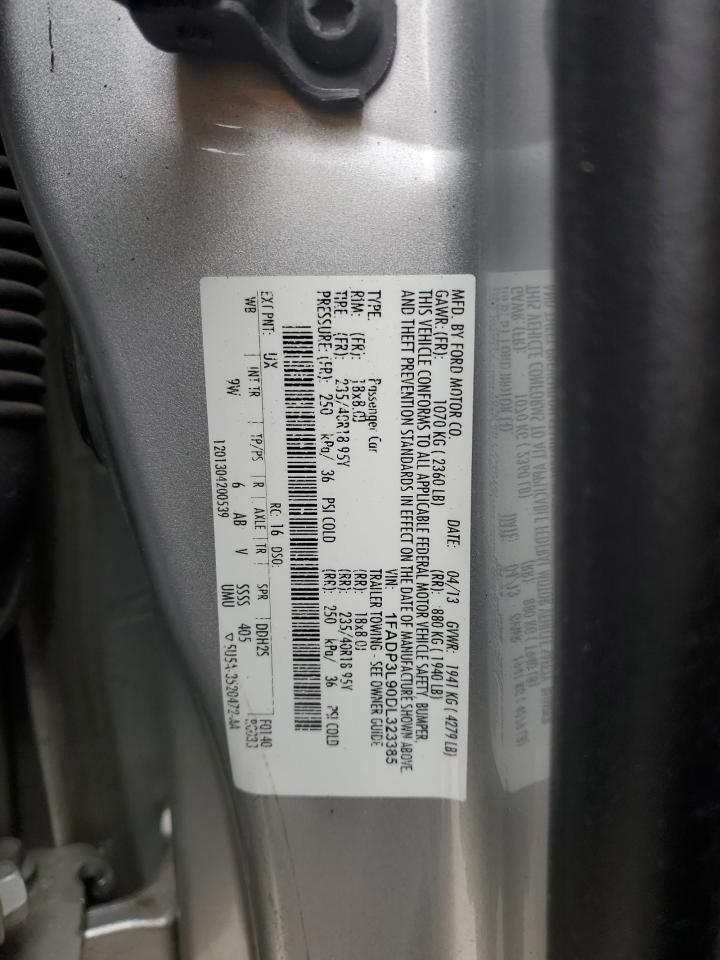 MFD. BY FORD MOTOR CO.
DATE: 04/13 GVWR: 1941 KG ( 4279 LB)
GAWR:(FR): 1070 KG ( 2360 LB) (RR): 880 KG ( 1940 LB)
THIS VEHICLE CONFORMS TO ALL APPLICABLE FEDERAL MOTOR VEHICLE SAFETY, BUMPER,
AND THEFT PREVENTION STANDARDS IN EFFECT ON THE DATE OF MANUFACTURE SHOWN ABOVE
VIN: 1FADP3L90DL323385
TYPE: Passenger Car TRAILER TOWING - SEE OWNER GUIDE
RIM: (FR): 18x8.0J (RR): 18x8.0J
TIRE (FR): 235/40R18 95Y (RR): 235/40R18 95Y
PRESSURE: (FR): 250 kPa/ 36 PSI COLD (RR): 250 kPa/ 36 PSI COLD
RC: 16 DSO:
EXT PNT: UX
WB INT TR TP/PS R AXLE TR SPR DDH2S F0140
9W 6 AB V SSSS 405
1201304200539 UMU 5U5A-3520472-AA